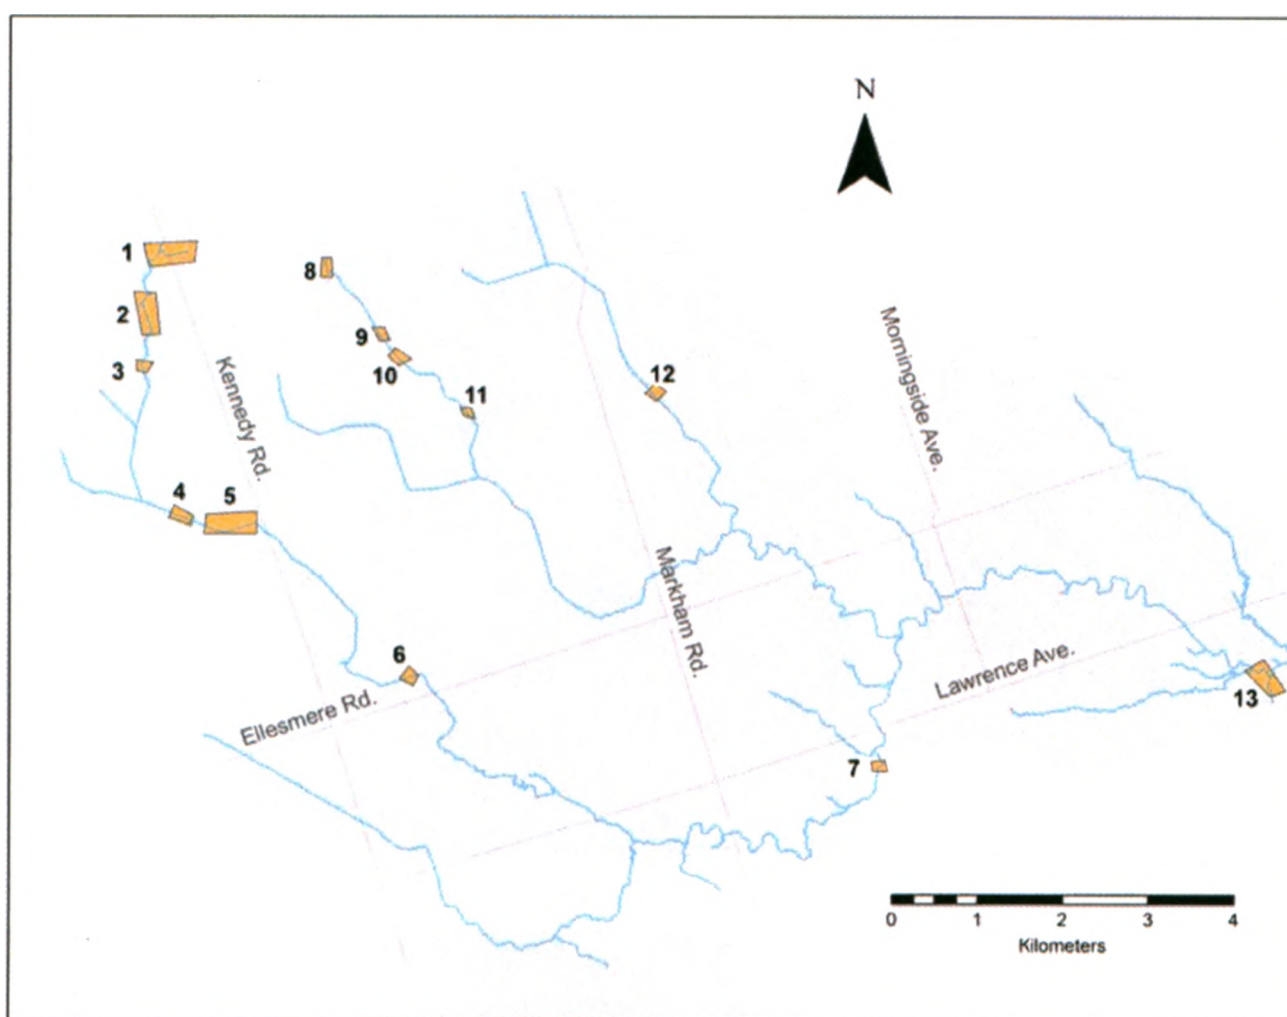 N
1
8
2
9
3
10
12
11
Kennedy Rd.
Morningside Ave.
4
5
Markham Rd.
6
Ellesmere Rd.
Lawrence Ave.
13
7
0 1 2 3 4
Kilometers